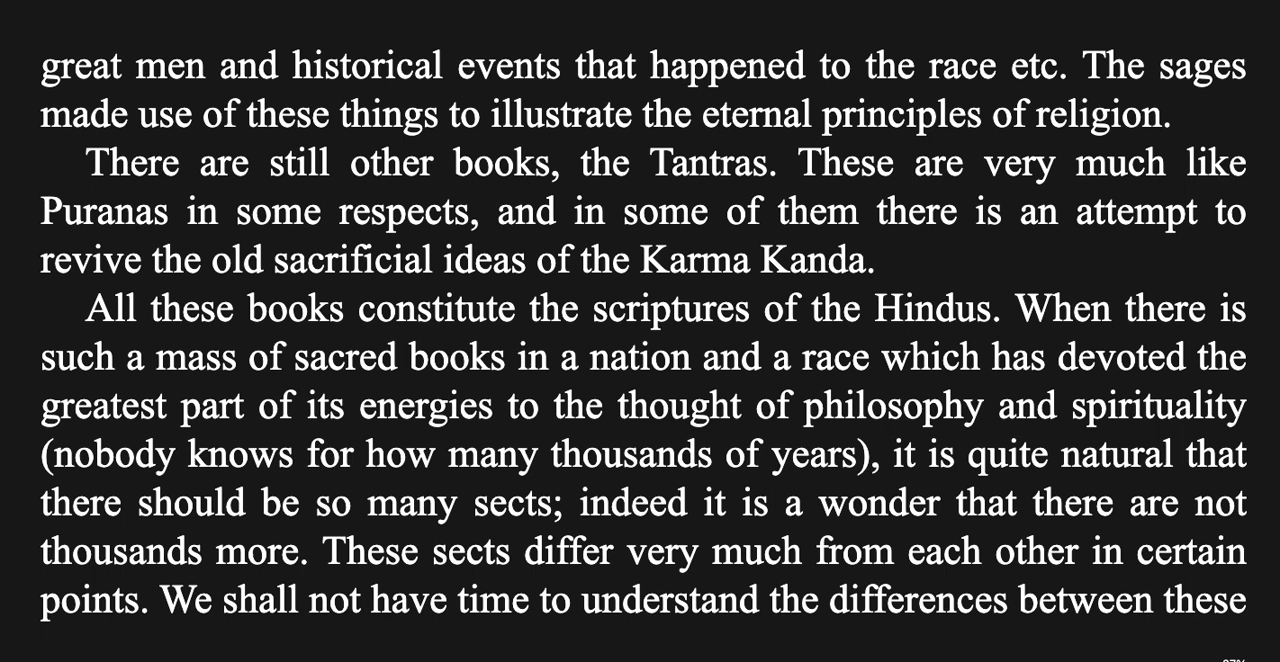 great men and historical events that happened to the race etc. The sages
made use of these things to illustrate the eternal principles of religion.
There are still other books, the Tantras. These are very much like
Puranas in some respects, and in some of them there is an attempt to
revive the old sacrificial ideas of the Karma Kanda.
All these books constitute the scriptures of the Hindus. When there is
such a mass of sacred books in a nation and a race which has devoted the
greatest part of its energies to the thought of philosophy and spirituality
(nobody knows for how many thousands of years), it is quite natural that
there should be so many sects; indeed it is a wonder that there are not
thousands more. These sects differ very much from each other in certain
points. We shall not have time to understand the differences between these